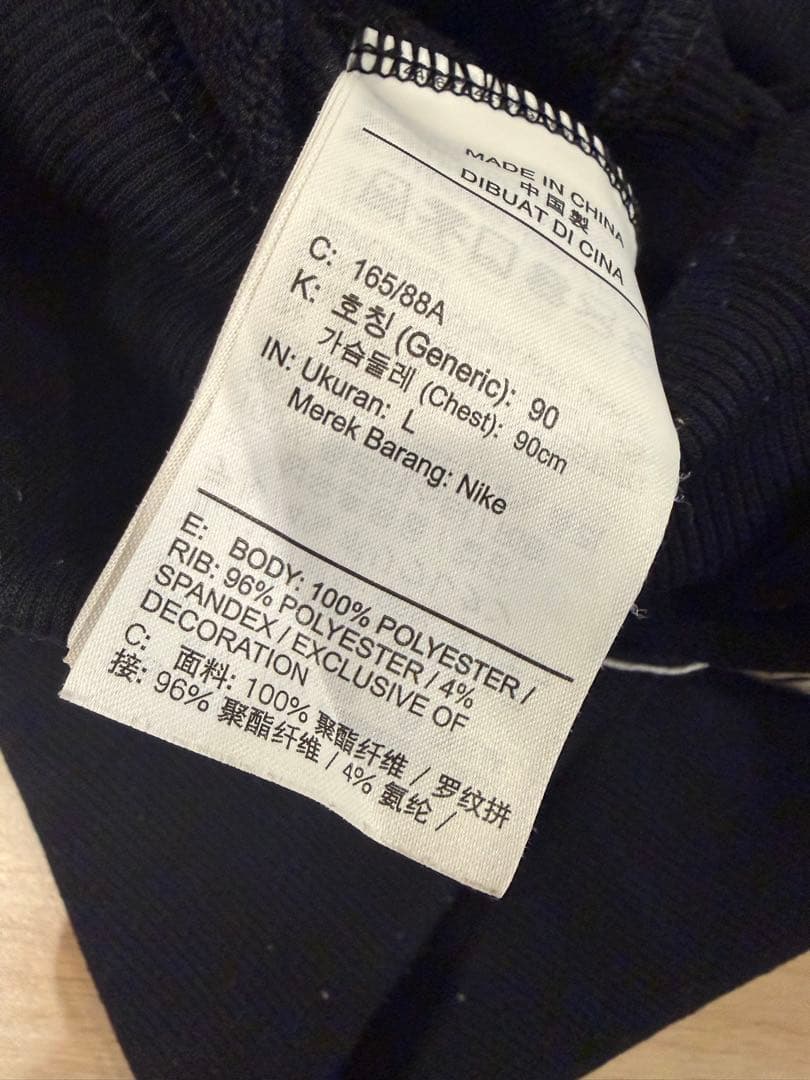 MADE IN CHINA
中国製
DIBUAT DI CINA
C: 165/88A
K: 호칭 (Generic): 90
가슴둘레 (Chest): 90cm
IN: Ukuran: L
Merek Barang: Nike
E: BODY: 100% POLYESTER /
RIB: 96% POLYESTER / 4%
SPANDEX / EXCLUSIVE OF
DECORATION
C: 面料: 100% 聚酯纤维 / 罗纹拼
接: 96% 聚酯纤维 / 4% 氨纶 /